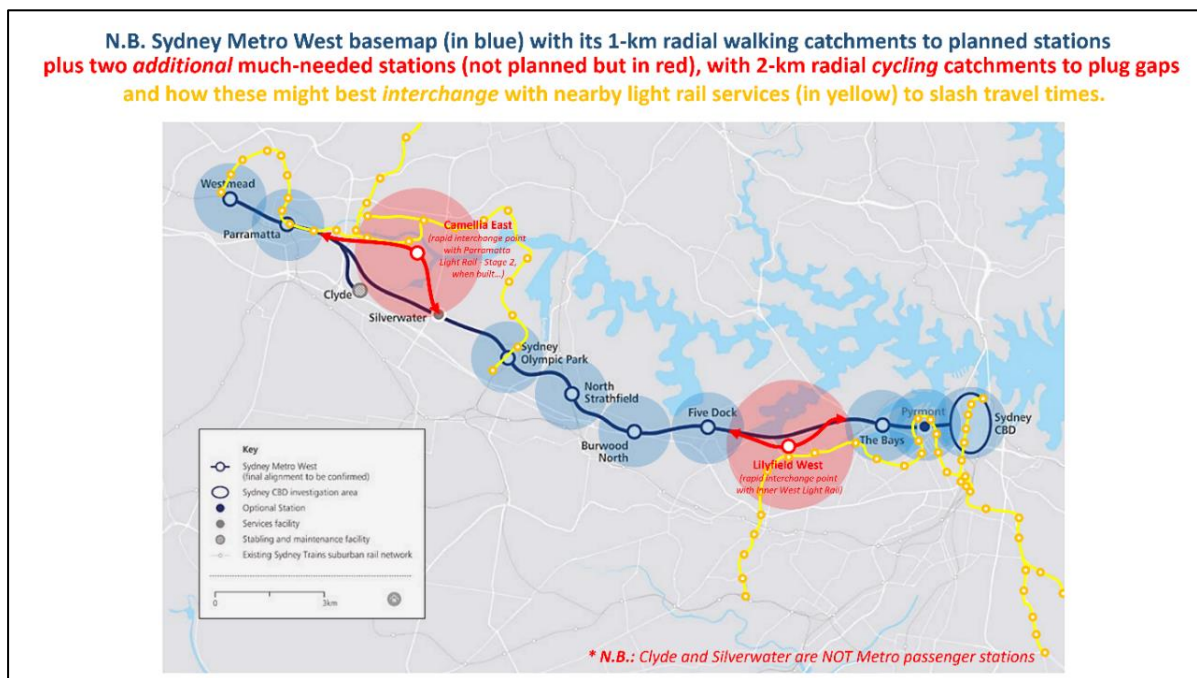 N.B. Sydney Metro West basemap (in blue) with its 1-km radial walking catchments to planned stations
plus two additional much-needed stations (not planned but in red), with 2-km radial cycling catchments to plug gaps
and how these might best interchange with nearby light rail services (in yellow) to slash travel times.
Westmead
Parramatta
Camellia East
(rapid interchange point
with Parramatta
Light Rail - Stage 2,
when built...)
Clyde
Silverwater
Sydney
Olympic Park
North
Strathfield
Burwood
North
Five Dock
Lilyfield West
(rapid interchange point
with Inner West Light Rail)
The Bays
Pyrmont
Sydney
CBD
Key
Sydney Metro West
(final alignment to be confirmed)
Sydney CBD investigation area
Optional Station
Services facility
Stabling and maintenance facility
Existing Sydney Trains suburban rail network
0 3km
* N.B.: Clyde and Silverwater are NOT Metro passenger stations